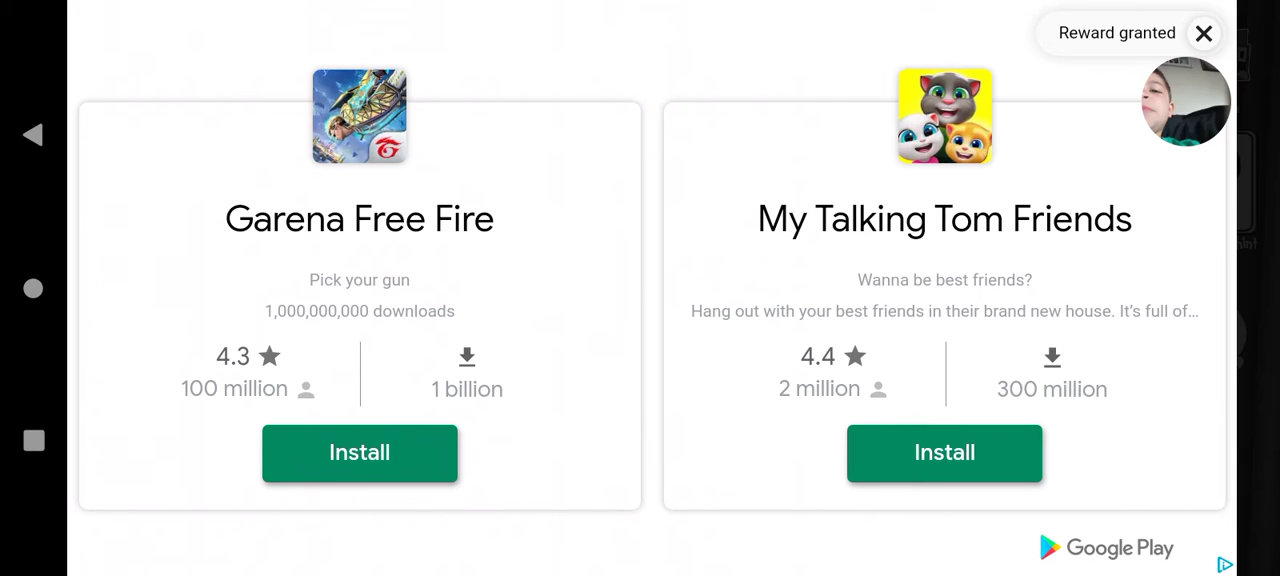 Reward granted
Garena Free Fire
Pick your gun
1,000,000,000 downloads
4.3
100 million
1 billion
Install
My Talking Tom Friends
Wanna be best friends?
Hang out with your best friends in their brand new house. It's full of…
4.4
2 million
300 million
Install
Google Play